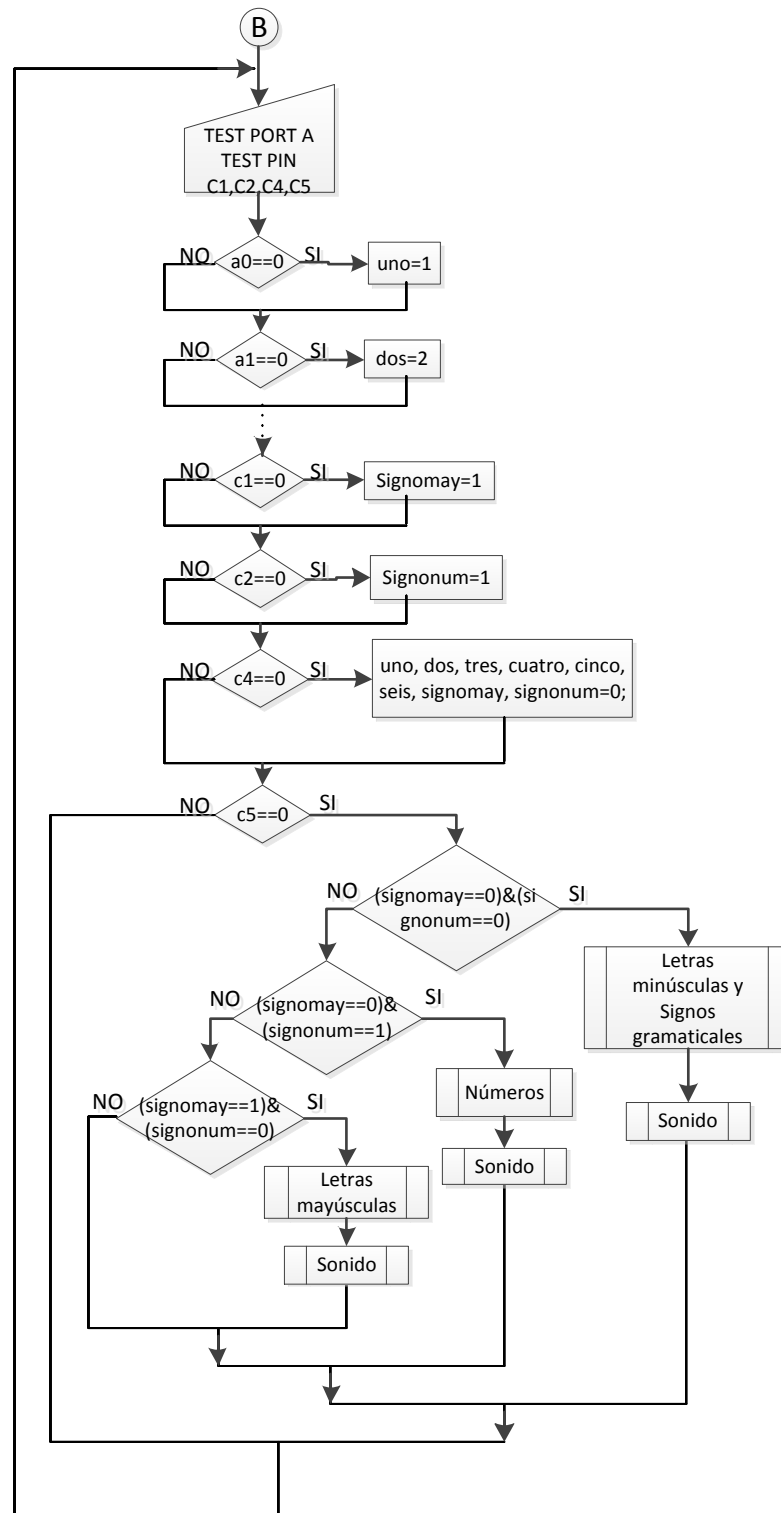 B
TEST PORT A
TEST PIN
C1,C2,C4,C5
NO
a0==0
SI
uno=1
NO
a1==0
SI
dos=2
NO
c1==0
SI
Signomay=1
NO
c2==0
SI
Signonum=1
NO
c4==0
SI
uno, dos, tres, cuatro, cinco,
seis, signomay, signonum=0;
NO
c5==0
SI
NO
(signomay==0)&(si
gnonum==0)
SI
Letras
minúsculas y
Signos
gramaticales
Sonido
NO
(signomay==0)&
(signonum==1)
SI
Números
Sonido
NO
(signomay==1)&
(signonum==0)
SI
Letras
mayúsculas
Sonido